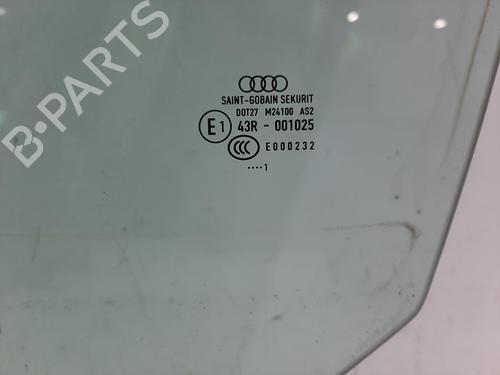 B-PARTS
SAINT-GOBAIN SEKURIT
DOT27 M24100 AS2
E1 43R - 001025
CCC E000232
....1